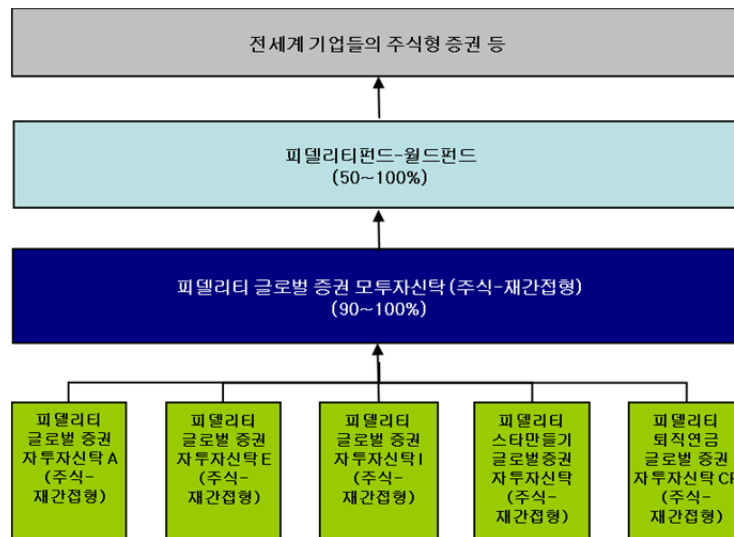 전세계 기업들의 주식형 증권 등
피델리티펀드-월드펀드
(50~100%)
피델리티 글로벌 증권 모투자신탁(주식-재간접형)
(90~100%)
피델리티
글로벌 증권
자투자신탁 A
(주식-
재간접형)
피델리티
글로벌 증권
자투자신탁 E
(주식-
재간접형)
피델리티
글로벌 증권
자투자신탁 I
(주식-
재간접형)
피델리티
스타만들기
글로벌증권
자투자신탁
(주식-
재간접형)
피델리티
퇴직연금
글로벌 증권
자투자신탁
(주식-
재간접형)